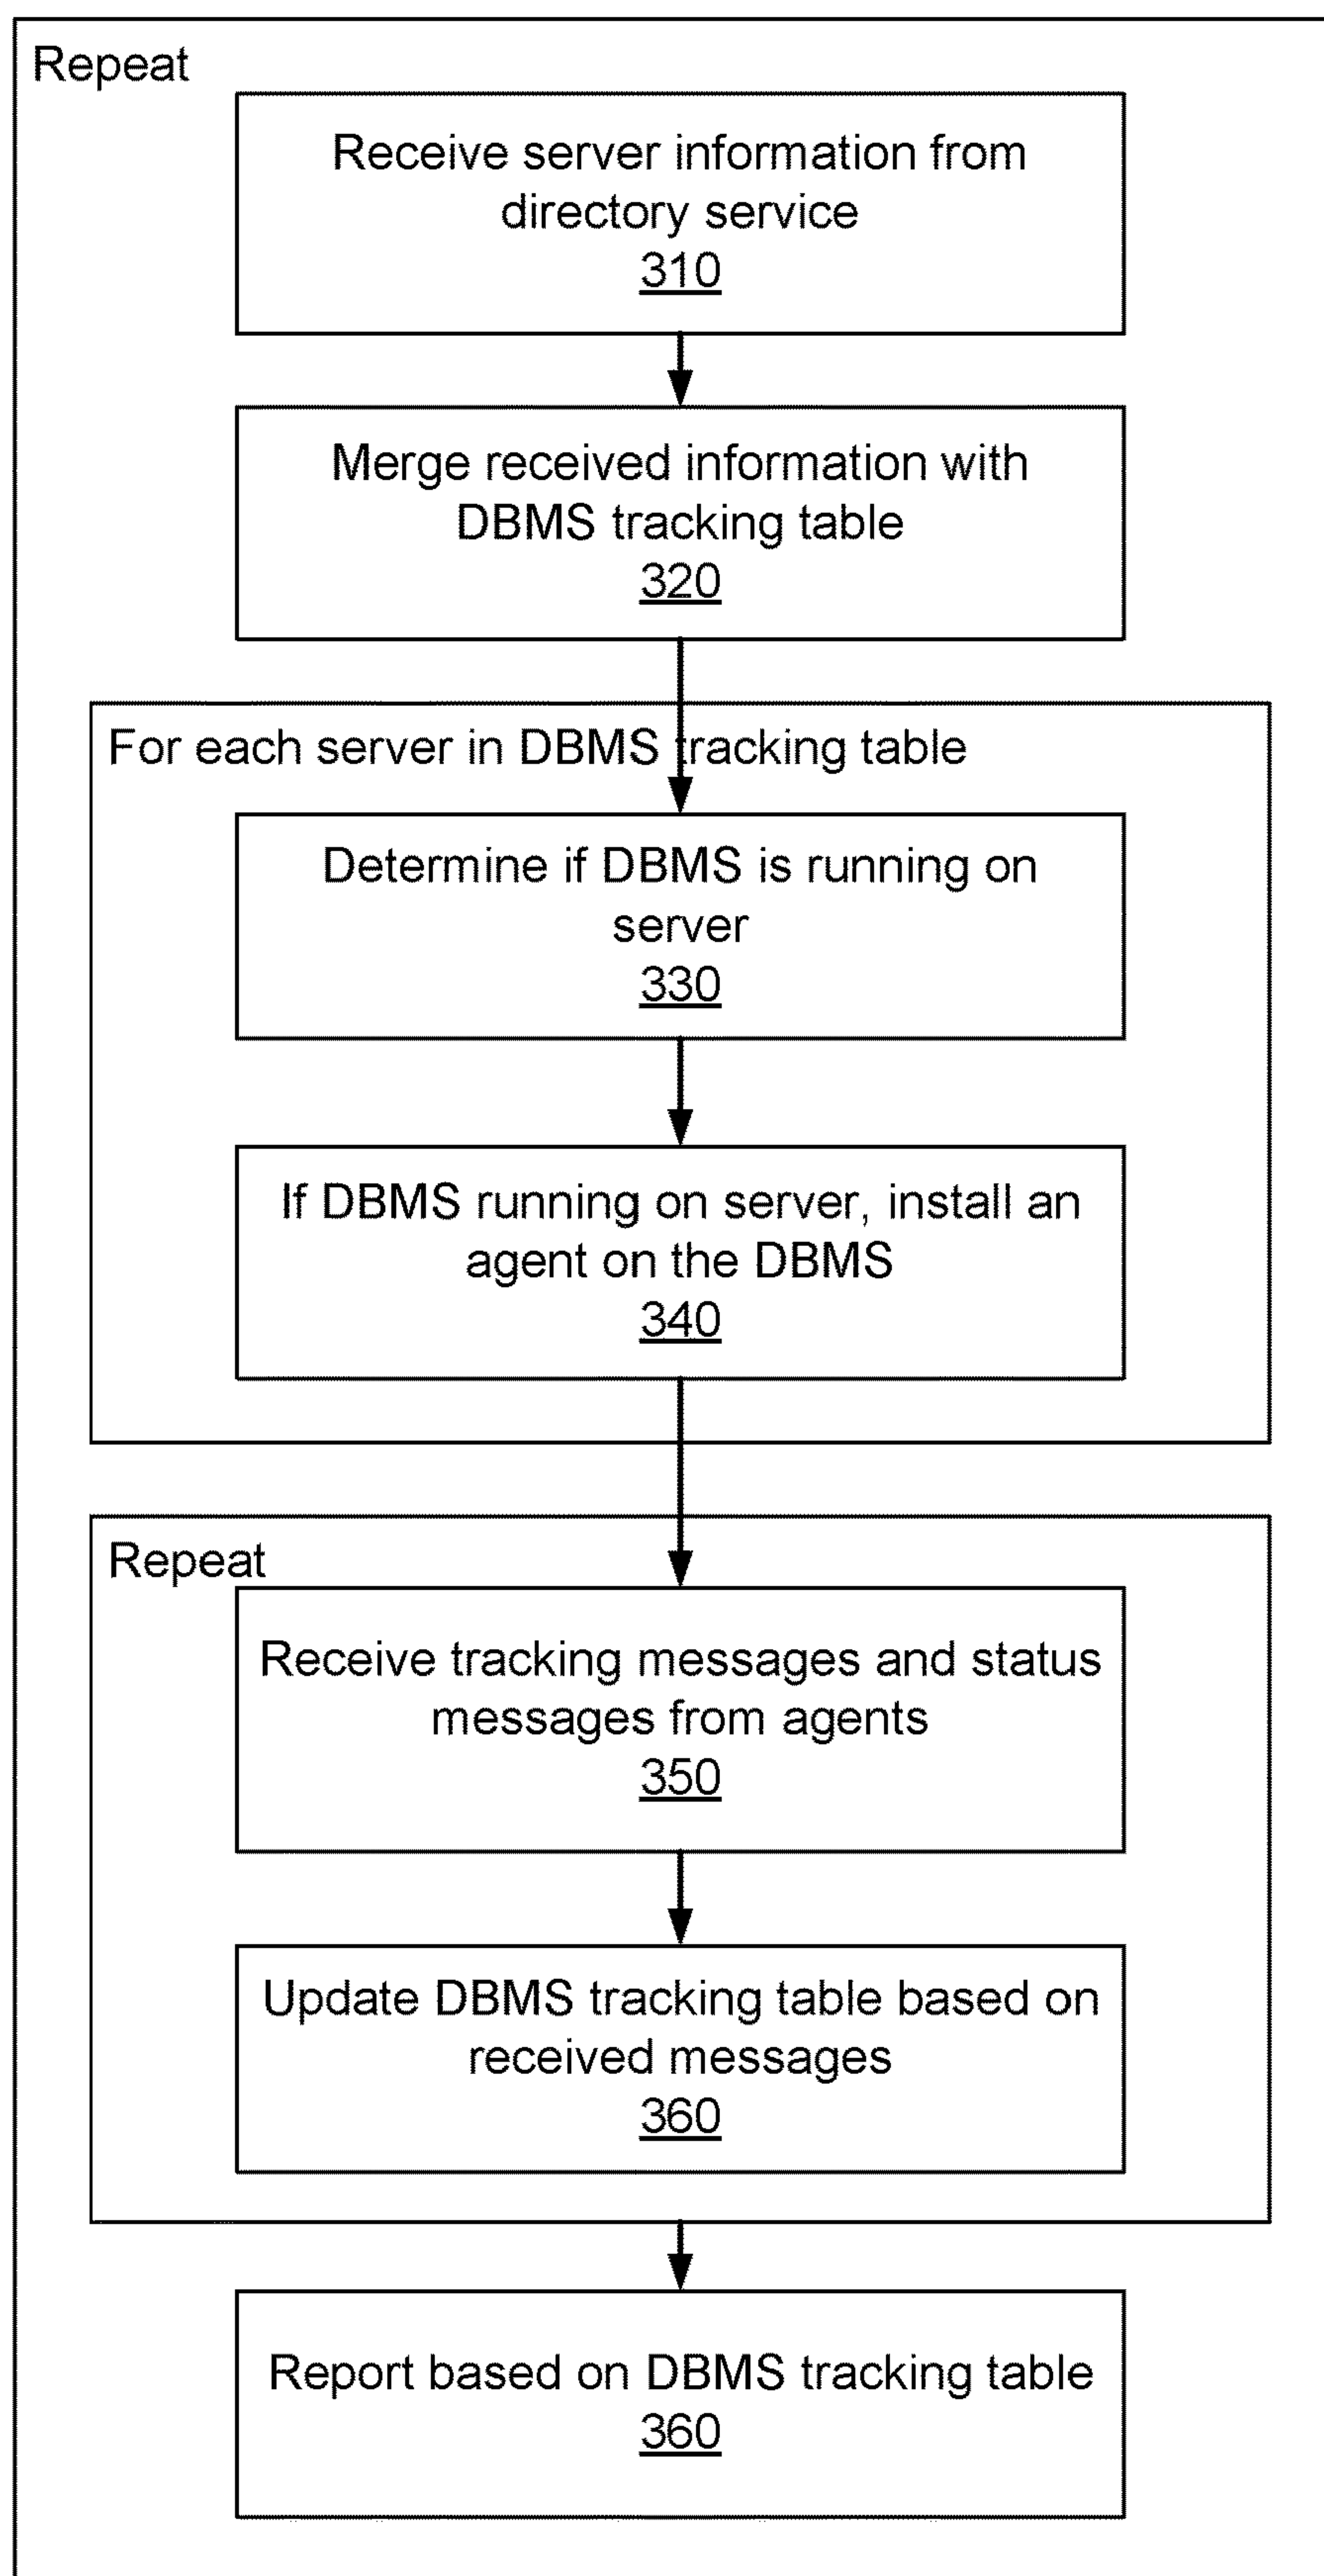 Repeat
Receive server information from
directory service
310
Merge received information with
DBMS tracking table
320
For each server in DBMS tracking table
Determine if DBMS is running on
server
330
If DBMS running on server, install an
agent on the DBMS
340
Repeat
Receive tracking messages and status
messages from agents
350
Update DBMS tracking table based on
received messages
360
Report based on DBMS tracking table
360